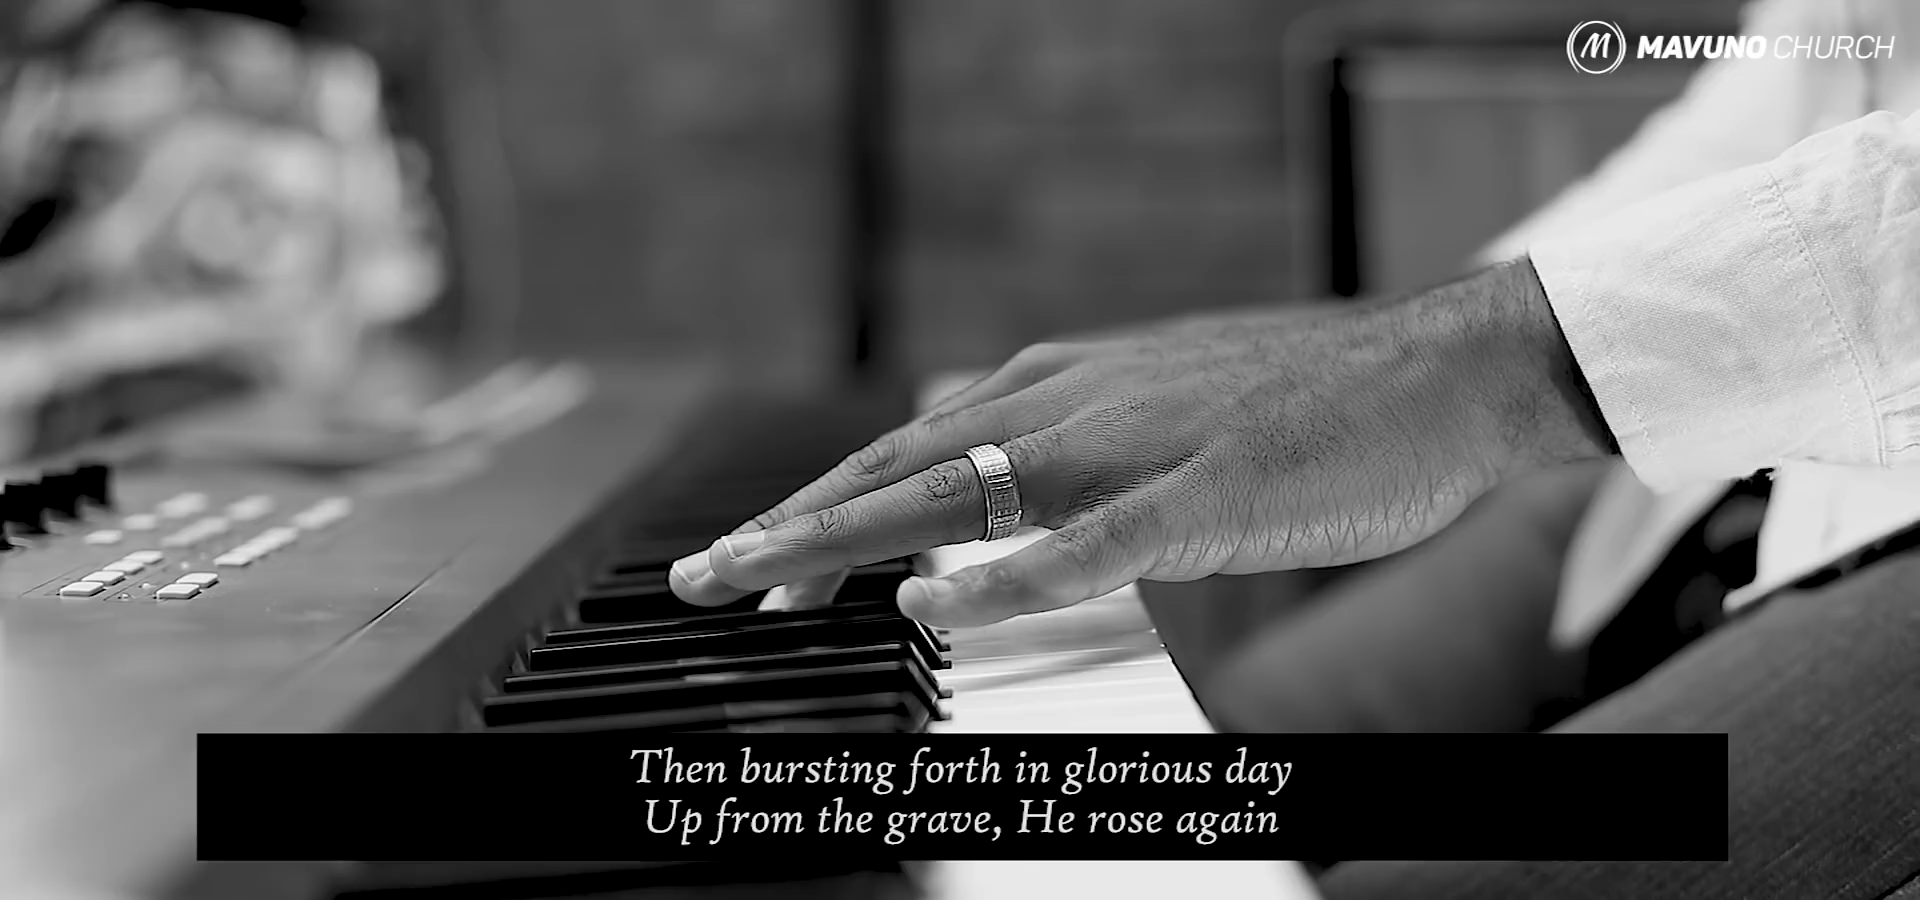 MAVUNO CHURCH
Then bursting forth in glorious day
Up from the grave, He rose again